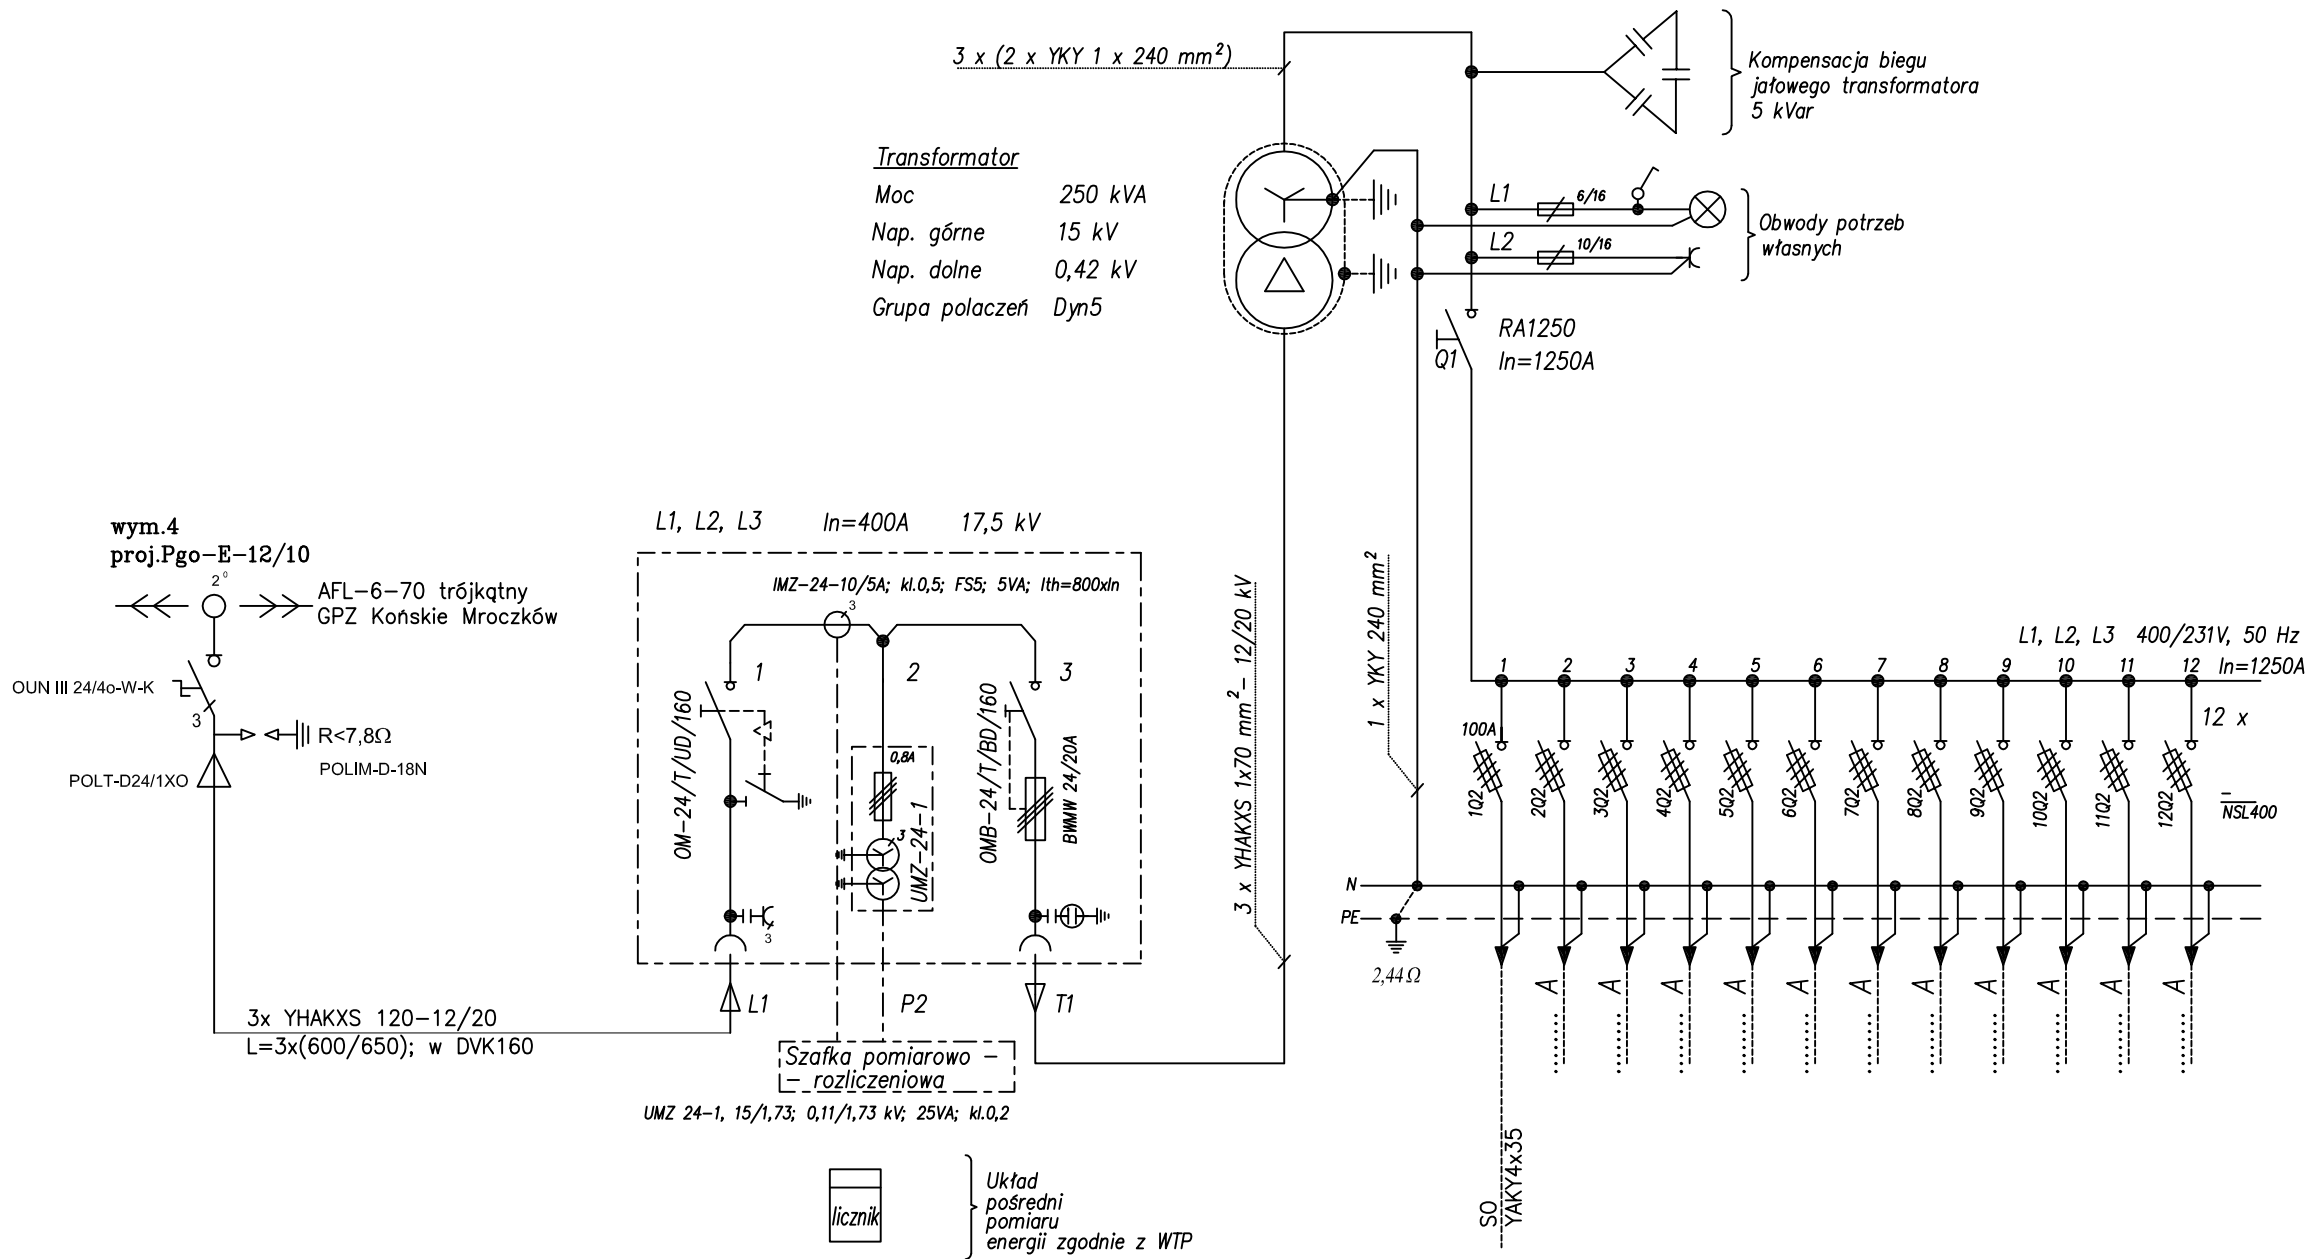 3 x (2 x YKY 1 x 240 mm²)
Kompensacja biegu
jałowego transformatora
5 kVar
Transformator
Moc 250 kVA
Nap. górne 15 kV
Nap. dolne 0,42 kV
Grupa polaczeń Dyn5
L1 6/16
L2 10/16
Obwody potrzeb
własnych
RA1250
In=1250A
Q1
wym.4
proj.Pgo-E-12/10
2°
AFL-6-70 trójkątny
GPZ Końskie Mroczków
OUN III 24/4o-W-K
3
R<7,8Ω
POLIM-D-18N
POLT-D24/1XO
3x YHAKXS 120-12/20
L=3x(600/650); w DVK160
L1, L2, L3 In=400A 17,5 kV
IMZ-24-10/5A; kl.0,5; FS5; 5VA; Ith=800xIn
3
1
2
3
OM-24/T/UD/160
0,8A
3
UMZ-24-1
OMB-24/T/BD/160
BWMW 24/20A
3
L1
P2
T1
Szafka pomiarowo -
- rozliczeniowa
UMZ 24-1, 15/1,73; 0,11/1,73 kV; 25VA; kl.0,2
licznik
Układ
pośredni
pomiaru
energii zgodnie z WTP
3 x YHAKXS 1x70 mm²- 12/20 kV
1 x YKY 240 mm²
L1, L2, L3 400/231V, 50 Hz
In=1250A
1 2 3 4 5 6 7 8 9 10 11 12
12 x
100A
1Q2 2Q2 3Q2 4Q2 5Q2 6Q2 7Q2 8Q2 9Q2 10Q2 11Q2 12Q2
NSL400
N
PE
2,44Ω
A A A A A A A A A A A
SO
YAKY4x35